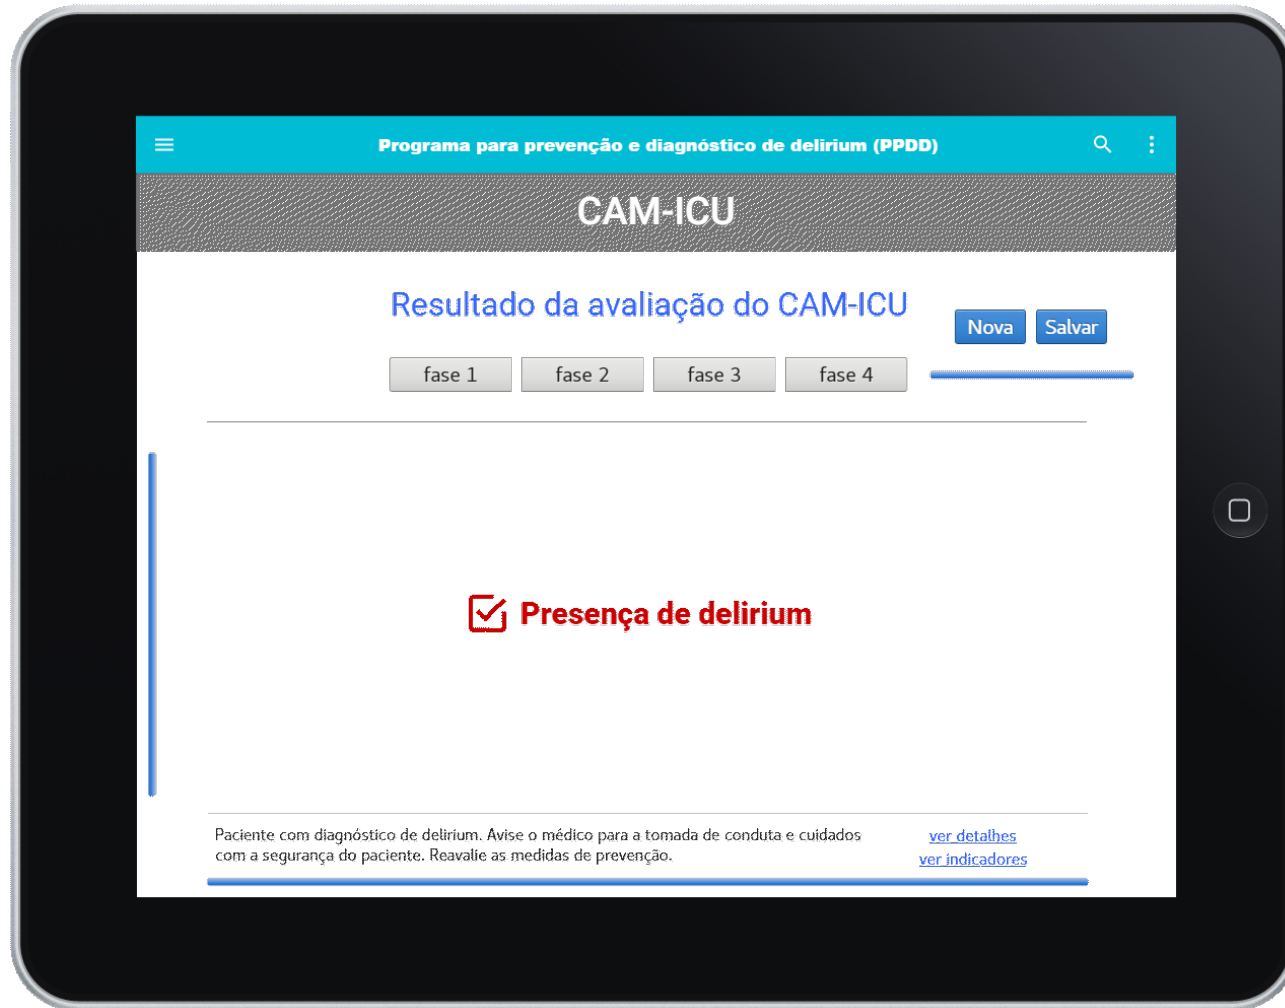 Programa para prevenção e diagnóstico de delirium (PPDD)
CAM-ICU
Resultado da avaliação do CAM-ICU
Nova Salvar
fase 1 fase 2 fase 3 fase 4
Presença de delirium
Paciente com diagnóstico de delirium. Avise o médico para a tomada de conduta e cuidados
com a segurança do paciente. Reavalie as medidas de prevenção.
ver detalhes
ver indicadores